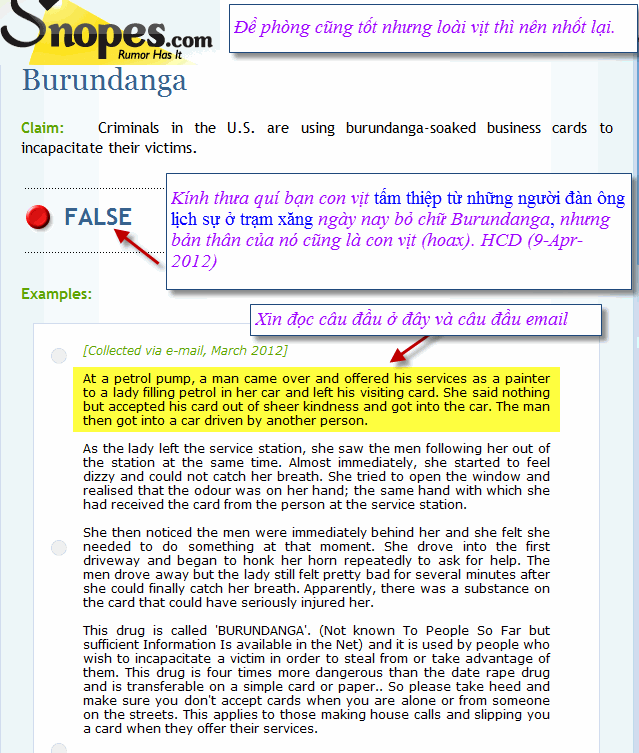 Snopes.com
Rumor Has It
Để phòng cũng tốt nhưng loài vịt thì nên nhốt lại.
Burundanga
Claim: Criminals in the U.S. are using burundanga-soaked business cards to
incapacitate their victims.
FALSE
Kính thưa quí bạn con vịt tấm thiệp từ những người đàn ông
lịch sự ở trạm xăng ngày nay bỏ chữ Burundanga, nhưng
bản thân của nó cũng là con vịt (hoax). HCD (9-Apr-
2012)
Examples:
Xin đọc câu đầu ở đây và câu đầu email
[Collected via e-mail, March 2012]
At a petrol pump, a man came over and offered his services as a painter
to a lady filling petrol in her car and left his visiting card. She said nothing
but accepted his card out of sheer kindness and got into the car. The man
then got into a car driven by another person.
As the lady left the service station, she saw the men following her out of
the station at the same time. Almost immediately, she started to feel
dizzy and could not catch her breath. She tried to open the window and
realised that the odour was on her hand; the same hand with which she
had received the card from the person at the service station.
She then noticed the men were immediately behind her and she felt she
needed to do something at that moment. She drove into the first
driveway and began to honk her horn repeatedly to ask for help. The
men drove away but the lady still felt pretty bad for several minutes after
she could finally catch her breath. Apparently, there was a substance on
the card that could have seriously injured her.
This drug is called 'BURUNDANGA'. (Not known To People So Far but
sufficient Information Is available in the Net) and it is used by people who
wish to incapacitate a victim in order to steal from or take advantage of
them. This drug is four times more dangerous than the date rape drug
and is transferable on a simple card or paper.. So please take heed and
make sure you don't accept cards when you are alone or from someone
on the streets. This applies to those making house calls and slipping you
a card when they offer their services.